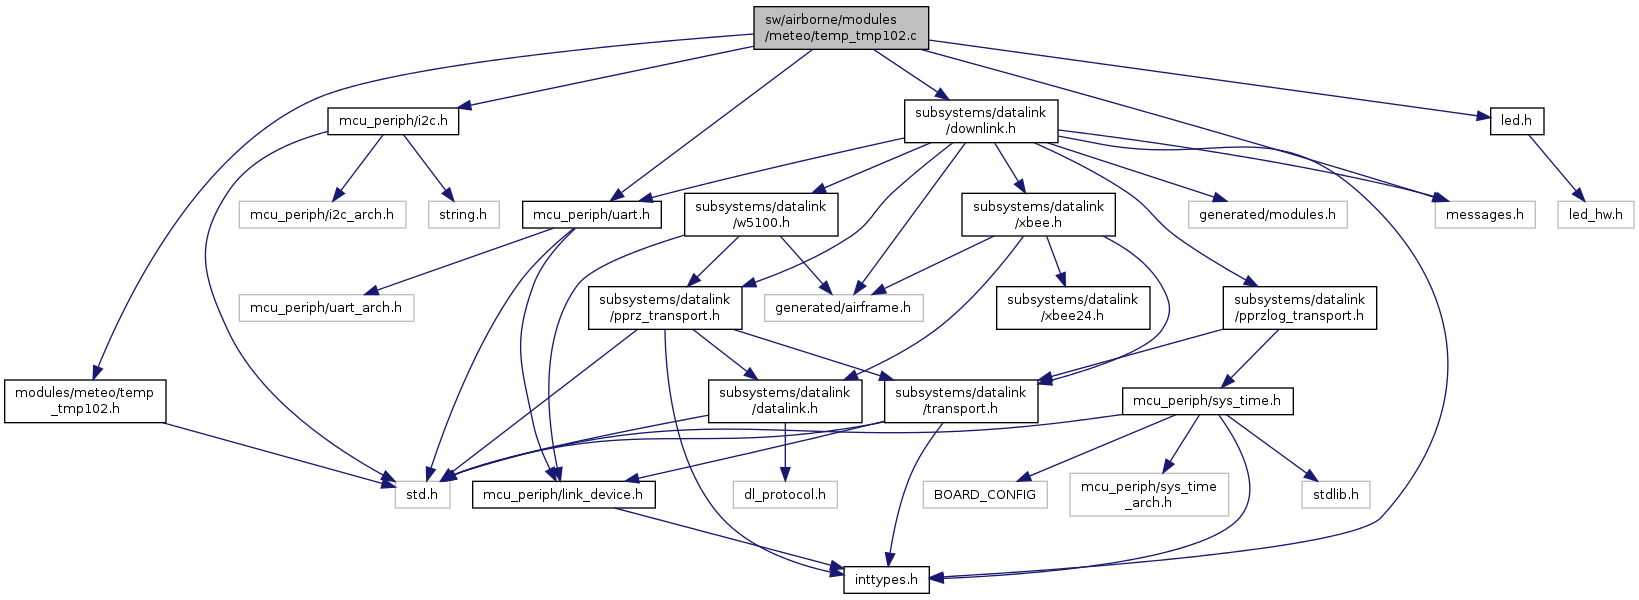 sw/airborne/modules
/meteo/temp_tmp102.c
mcu_periph/i2c.h
subsystems/datalink
/downlink.h
led.h
mcu_periph/i2c_arch.h
string.h
mcu_periph/uart.h
subsystems/datalink
/w5100.h
subsystems/datalink
/xbee.h
generated/modules.h
messages.h
led_hw.h
mcu_periph/uart_arch.h
subsystems/datalink
/pprz_transport.h
generated/airframe.h
subsystems/datalink
/xbee24.h
subsystems/datalink
/pprzlog_transport.h
modules/meteo/temp
_tmp102.h
subsystems/datalink
/datalink.h
subsystems/datalink
/transport.h
mcu_periph/sys_time.h
std.h
mcu_periph/link_device.h
dl_protocol.h
BOARD_CONFIG
mcu_periph/sys_time
_arch.h
stdlib.h
inttypes.h